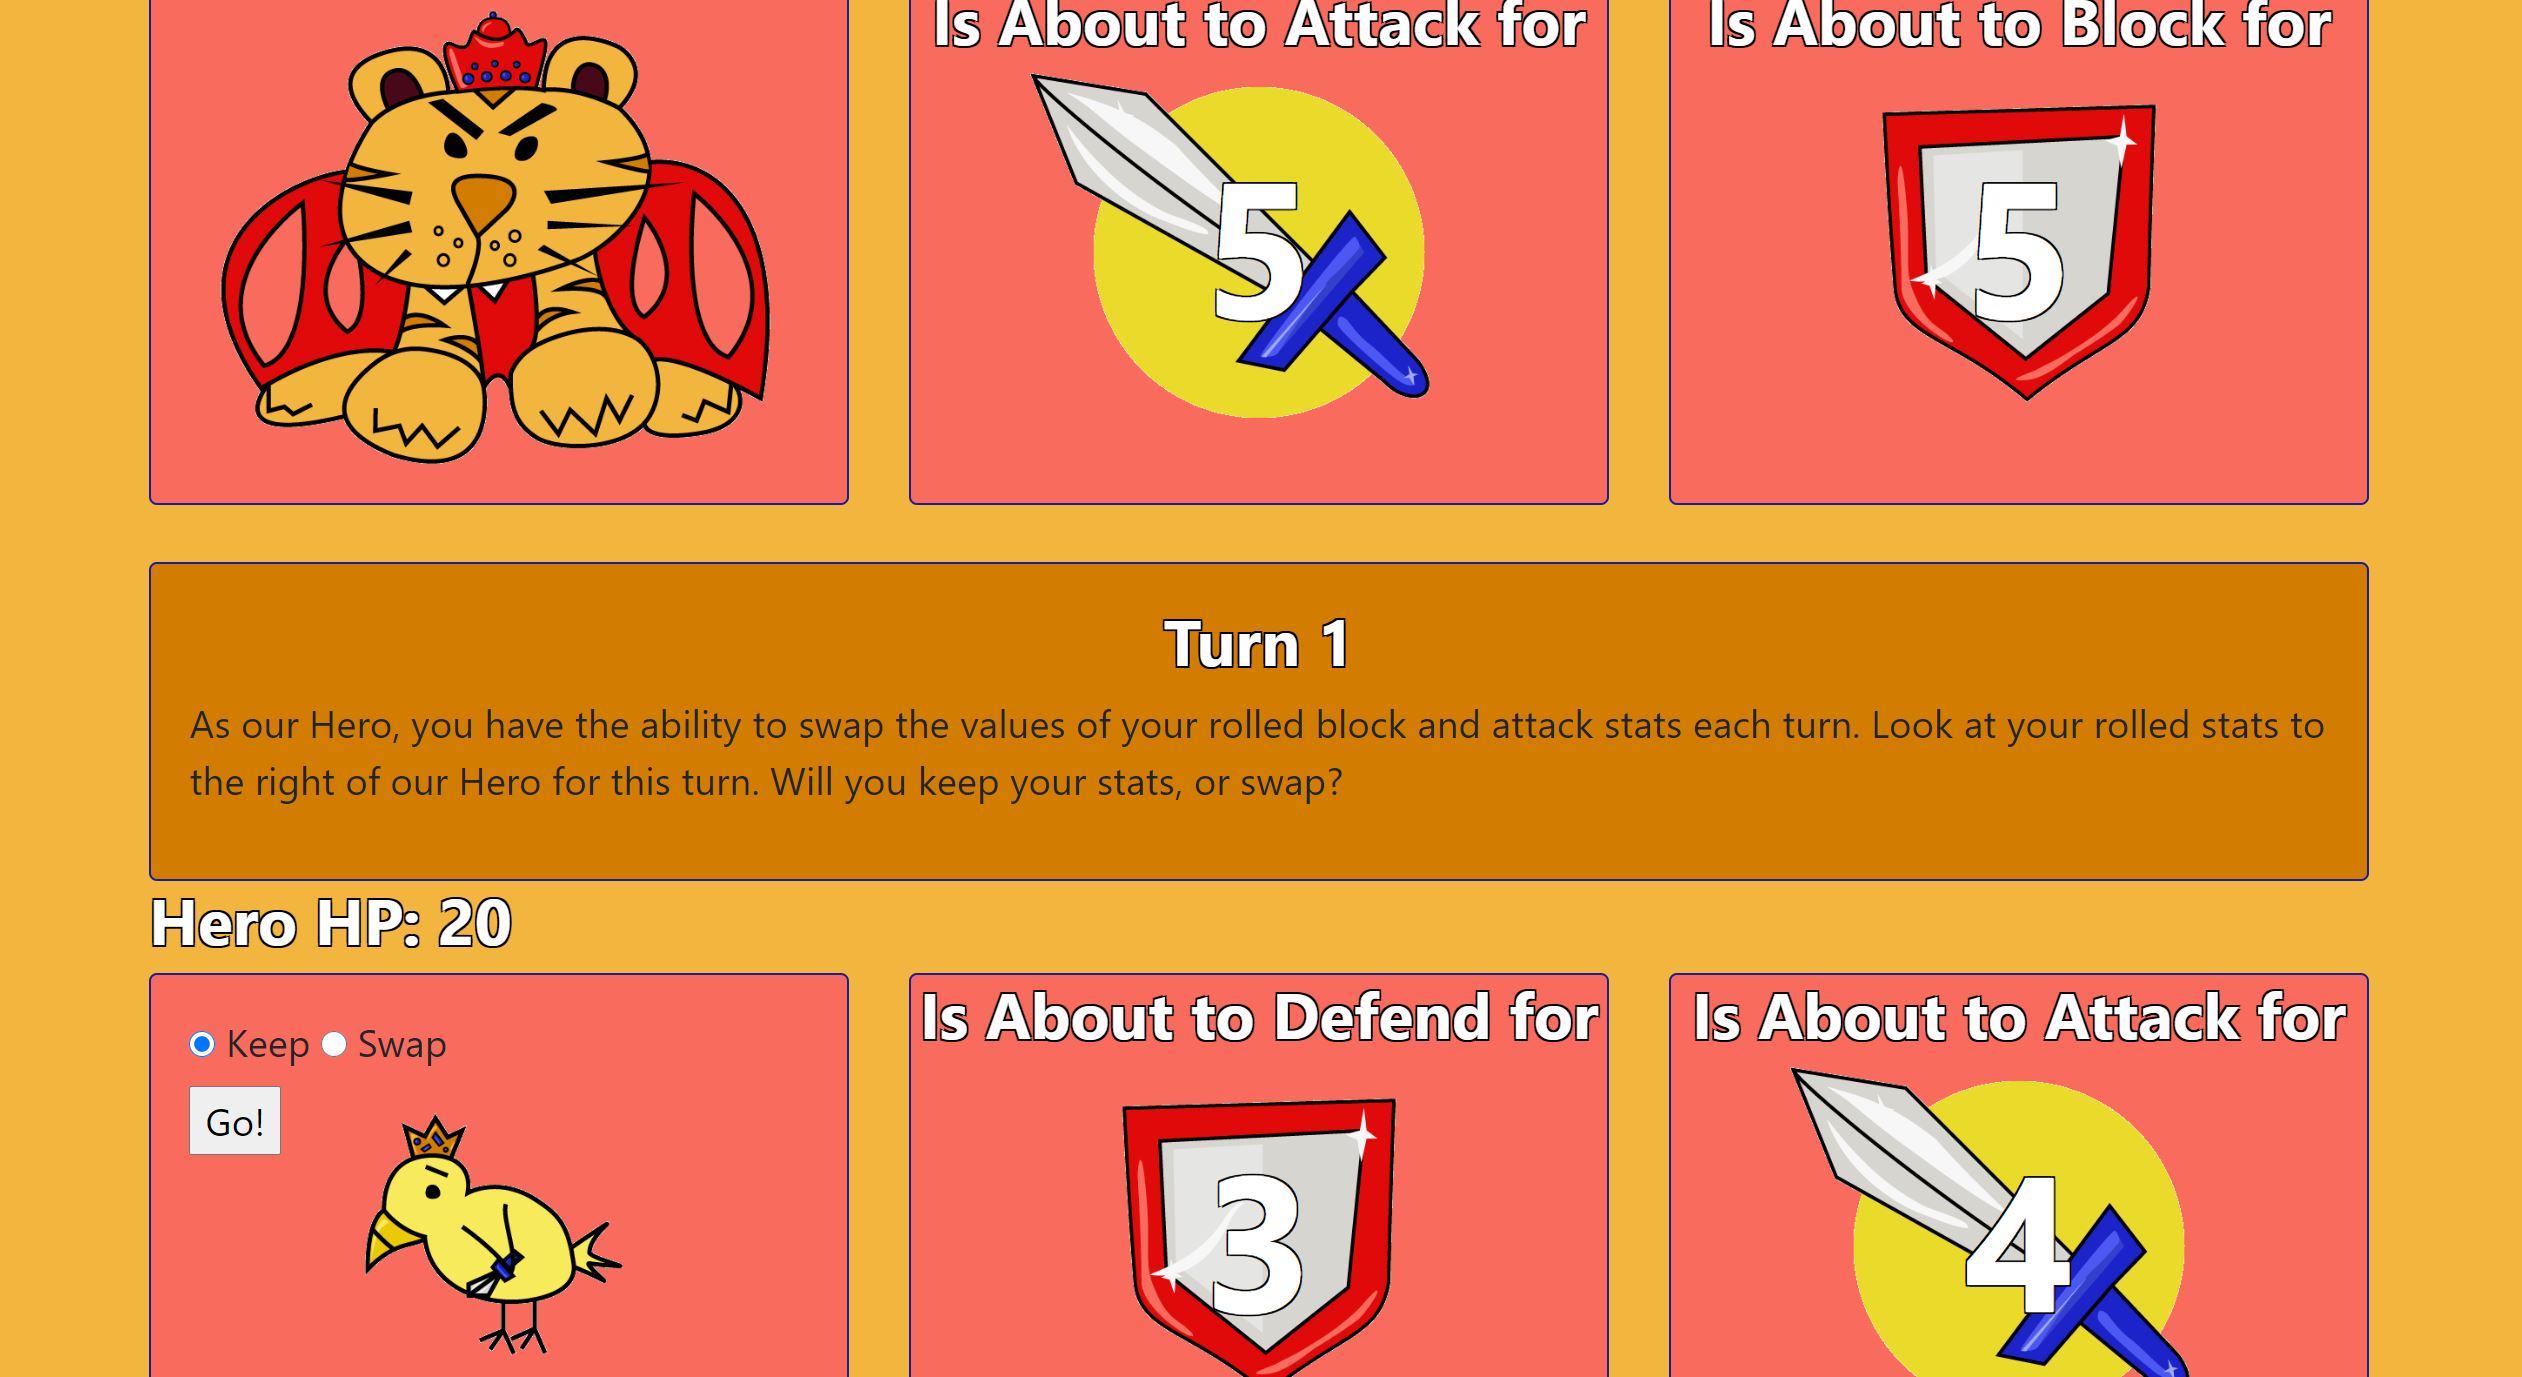 Is About to Attack for
Is About to Block for
5
5
Turn 1
As our Hero, you have the ability to swap the values of your rolled block and attack stats each turn. Look at your rolled stats to
the right of our Hero for this turn. Will you keep your stats, or swap?
Hero HP: 20
Keep Swap
Go!
Is About to Defend for
3
Is About to Attack for
4